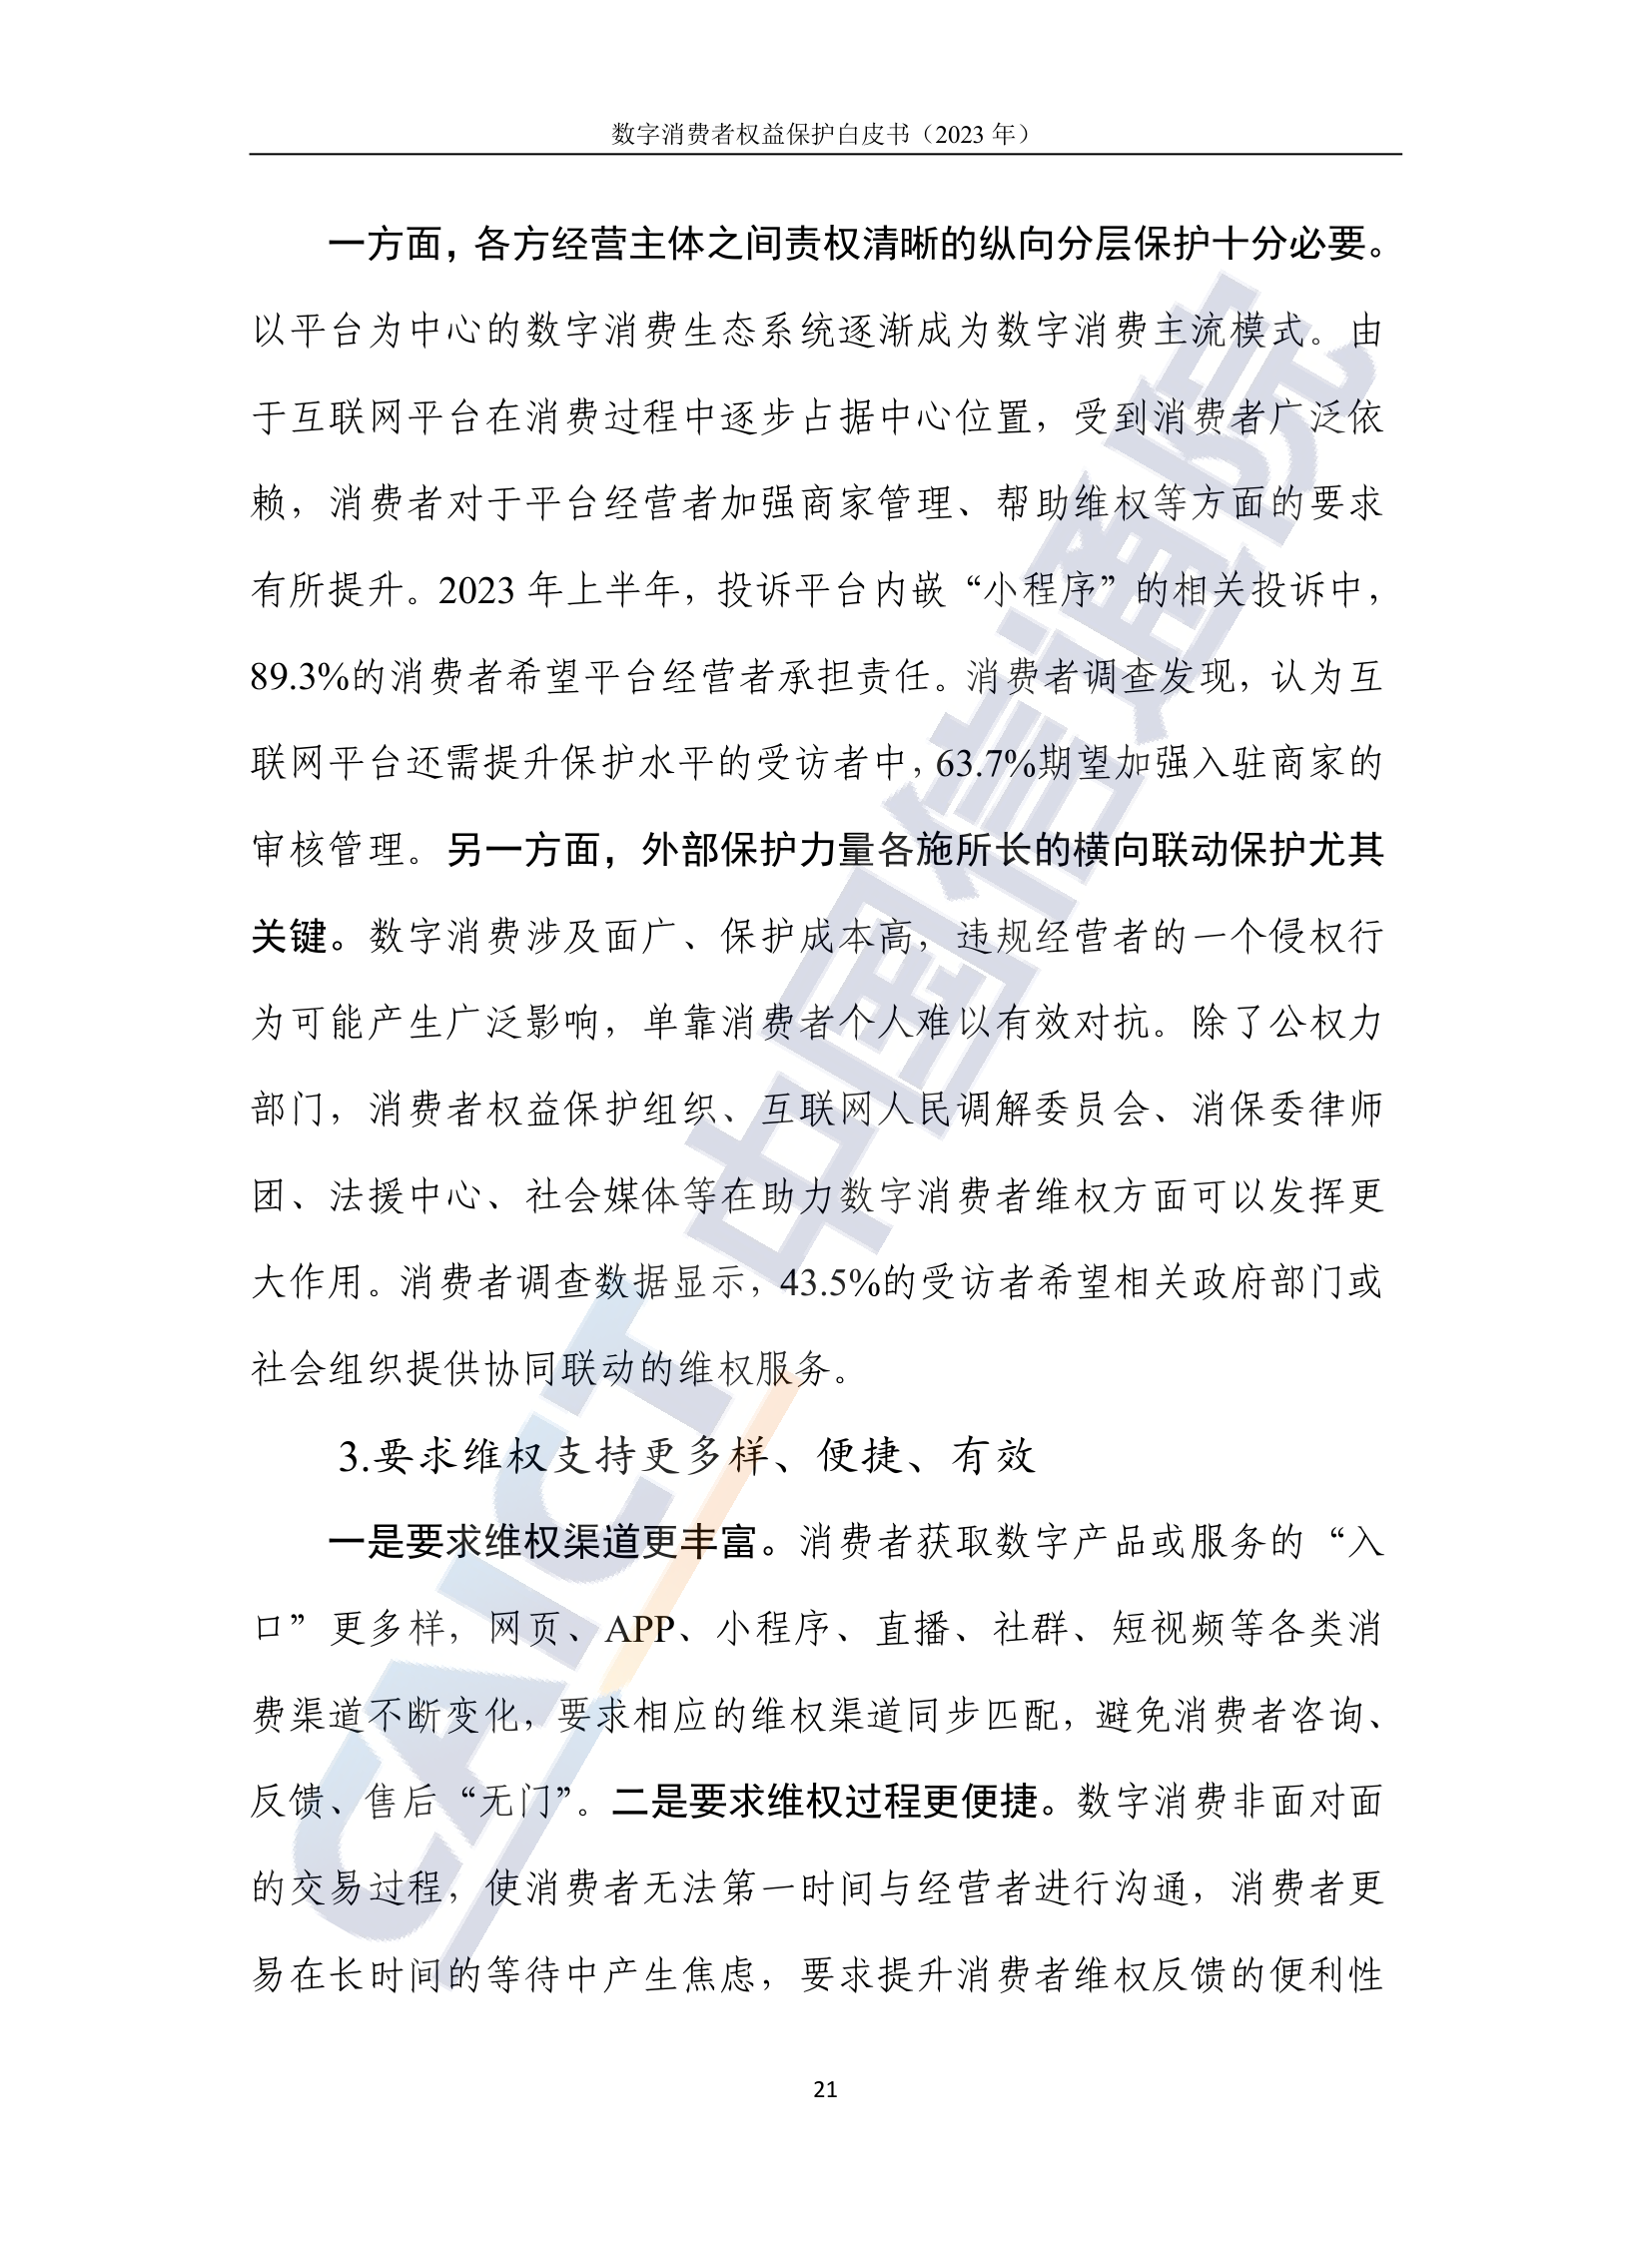 数字消费者权益保护白皮书（2023 年）
一方面，各方经营主体之间责权清晰的纵向分层保护十分必要。
以平台为中心的数字消费生态系统逐渐成为数字消费主流模式。由
于互联网平台在消费过程中逐步占据中心位置，受到消费者广泛依
赖，消费者对于平台经营者加强商家管理、帮助维权等方面的要求
有所提升。2023 年上半年，投诉平台内嵌“小程序”的相关投诉中，
89.3%的消费者希望平台经营者承担责任。消费者调查发现，认为互
联网平台还需提升保护水平的受访者中，63.7%期望加强入驻商家的
审核管理。另一方面，外部保护力量各施所长的横向联动保护尤其
关键。数字消费涉及面广、保护成本高，违规经营者的一个侵权行
为可能产生广泛影响，单靠消费者个人难以有效对抗。除了公权力
部门，消费者权益保护组织、互联网人民调解委员会、消保委律师
团、法援中心、社会媒体等在助力数字消费者维权方面可以发挥更
大作用。消费者调查数据显示，43.5%的受访者希望相关政府部门或
社会组织提供协同联动的维权服务。
3.要求维权支持更多样、便捷、有效
一是要求维权渠道更丰富。消费者获取数字产品或服务的“入
口”更多样，网页、APP、小程序、直播、社群、短视频等各类消
费渠道不断变化，要求相应的维权渠道同步匹配，避免消费者咨询、
反馈、售后“无门”。二是要求维权过程更便捷。数字消费非面对面
的交易过程，使消费者无法第一时间与经营者进行沟通，消费者更
易在长时间的等待中产生焦虑，要求提升消费者维权反馈的便利性
21
CAICT 中国信通院